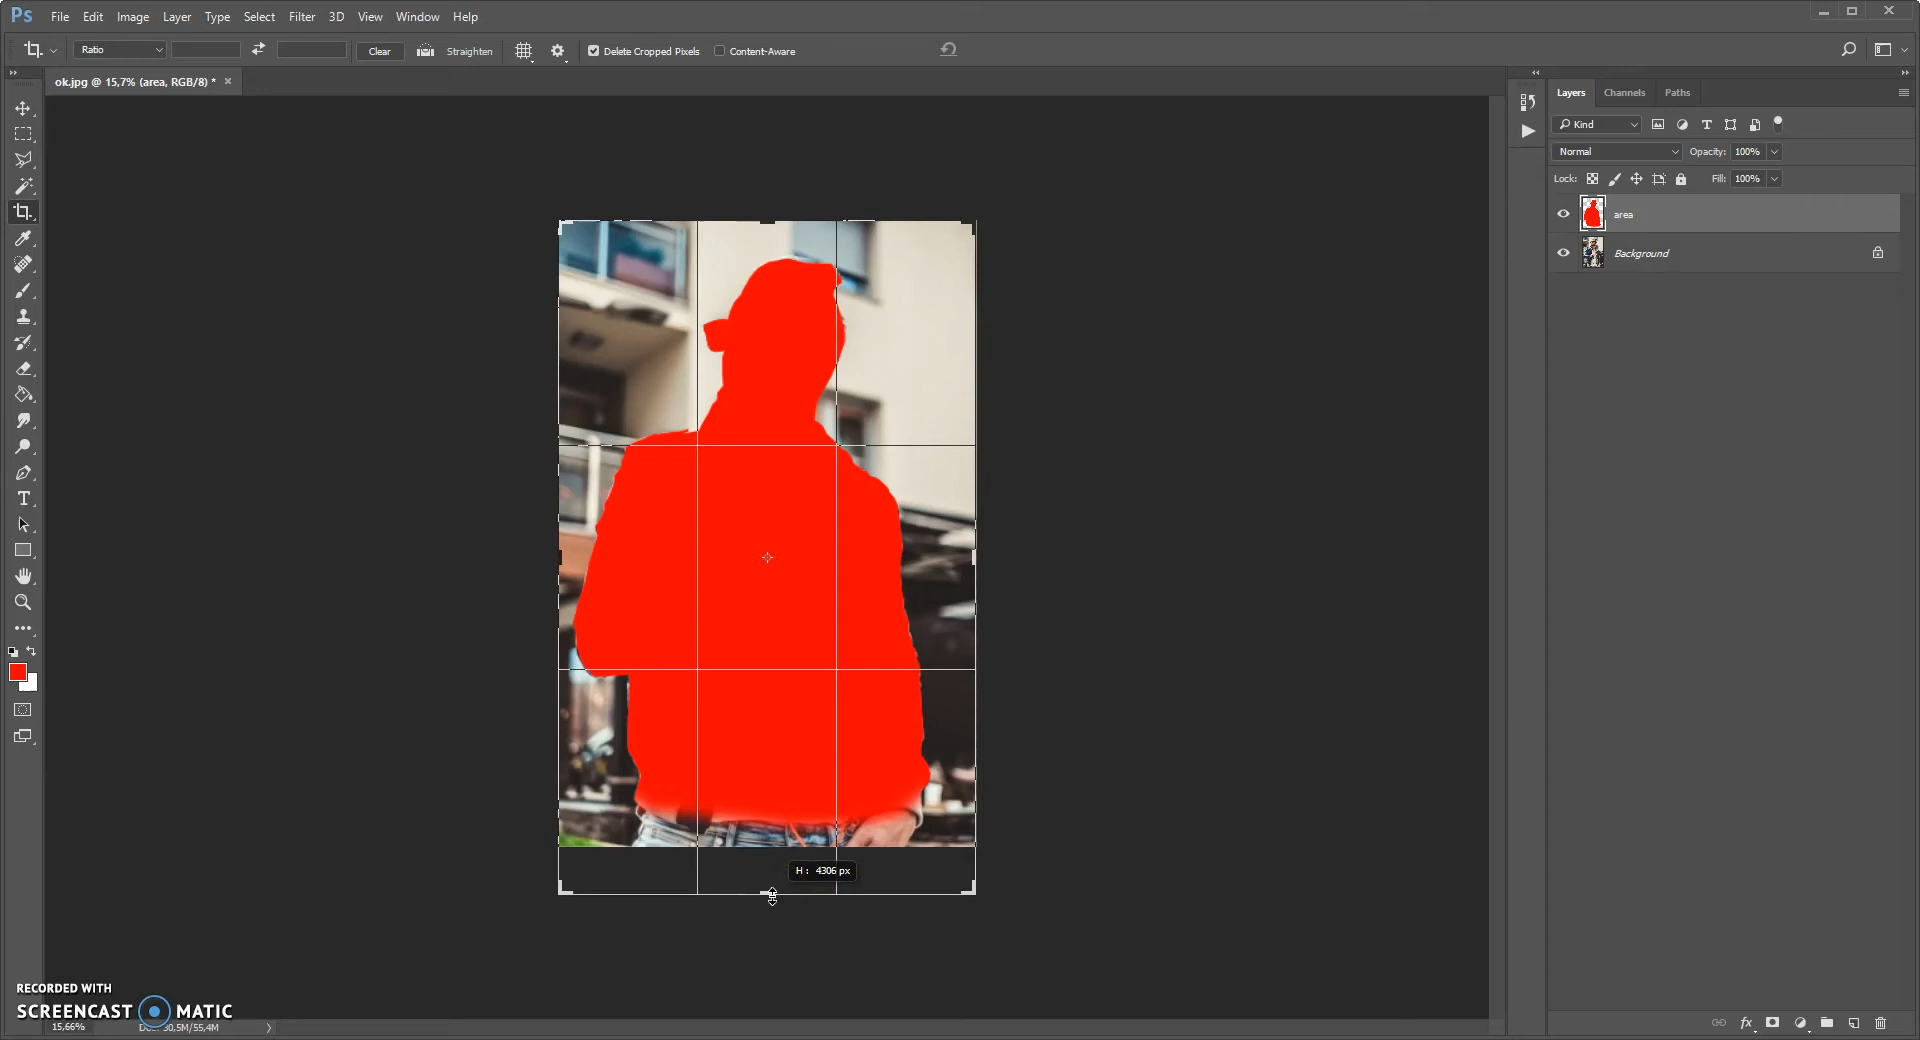 Ps File Edit Image Layer Type Select Filter 3D View Window Help
Ratio Clear Straighten Delete Cropped Pixels Content-Aware
ok.jpg @ 15,7% (area, RGB/8) * ×
Layers Channels Paths
Kind
Normal Opacity: 100%
Lock: Fill: 100%
area
Background
H : 4306 px
RECORDED WITH
SCREENCAST MATIC
15,66% 30,5M/55,4M
fx